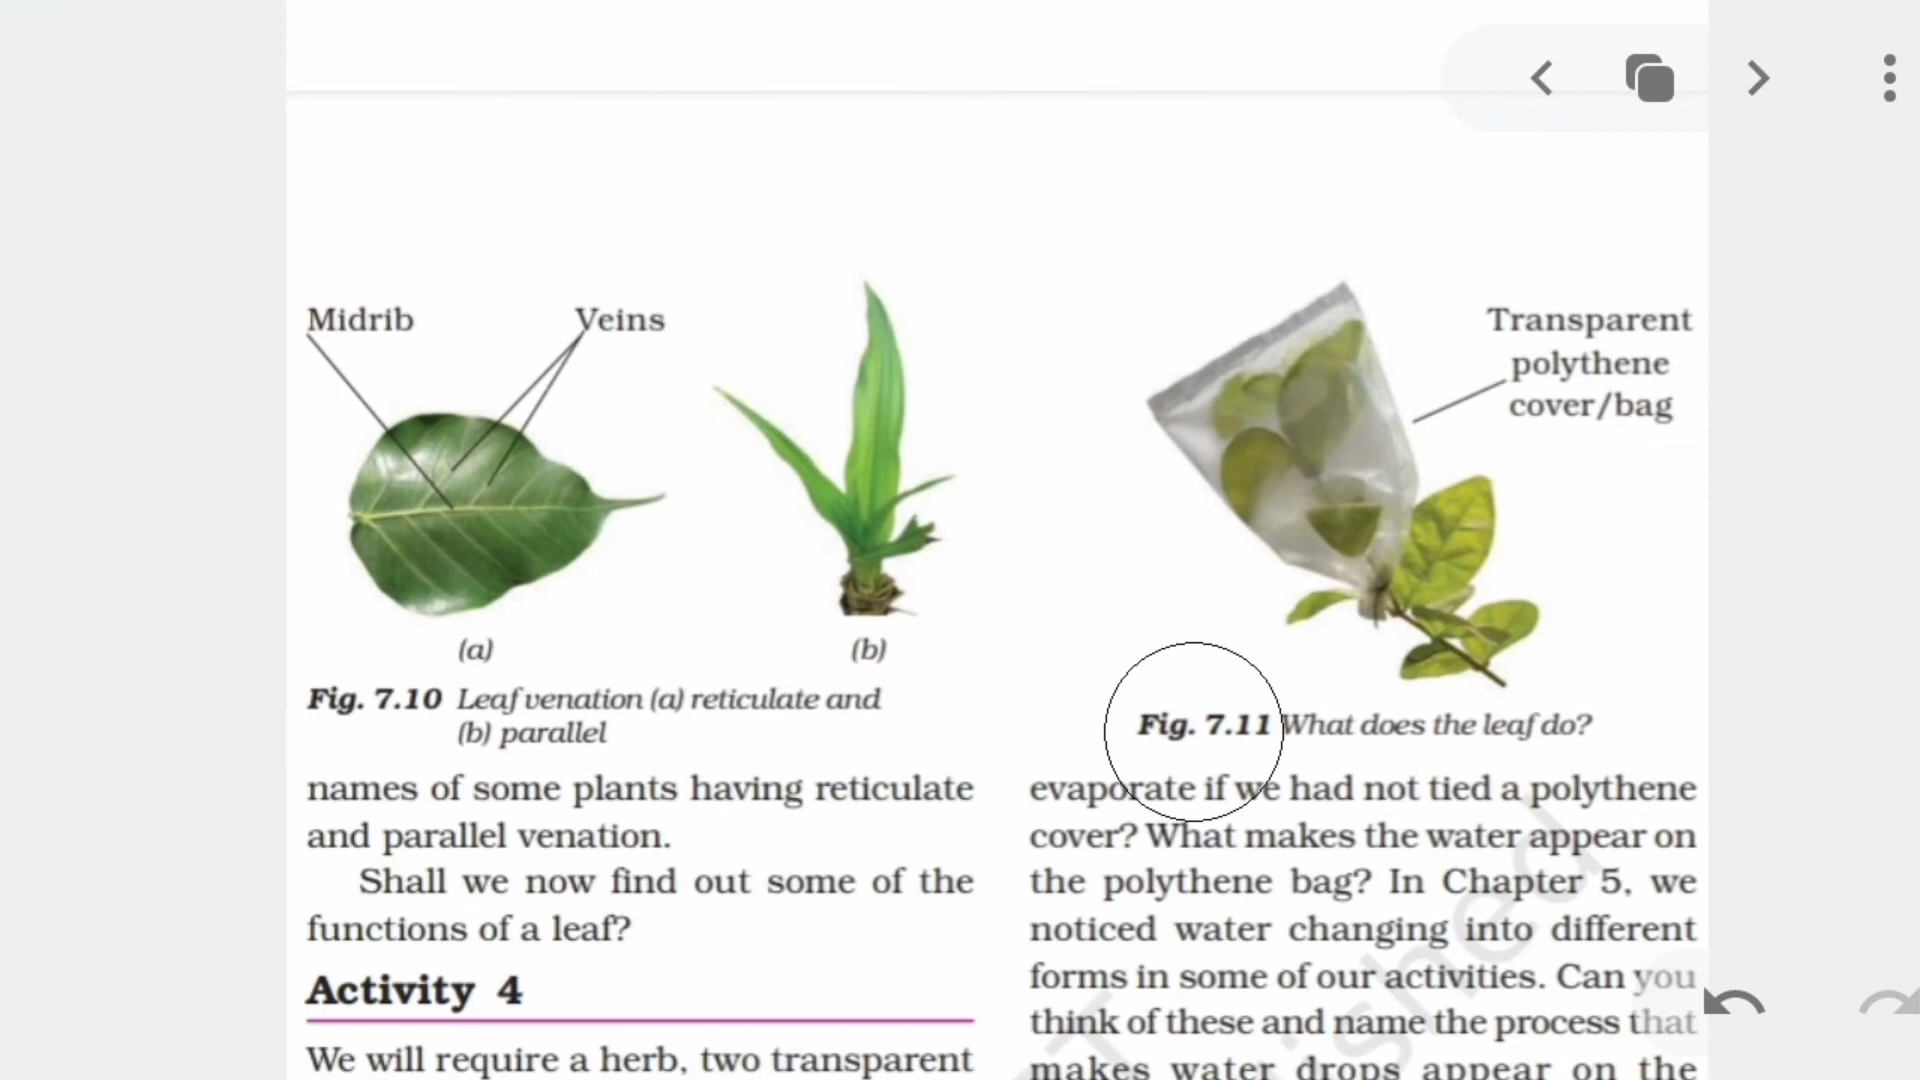 Midrib
Veins
(a)
(b)
Fig. 7.10 Leaf venation (a) reticulate and
(b) parallel
names of some plants having reticulate
and parallel venation.
Shall we now find out some of the
functions of a leaf?
Activity 4
We will require a herb, two transparent
Transparent
polythene
cover/bag
Fig. 7.11 What does the leaf do?
evaporate if we had not tied a polythene
cover? What makes the water appear on
the polythene bag? In Chapter 5, we
noticed water changing into different
forms in some of our activities. Can you
think of these and name the process that
makes water drops appear on the